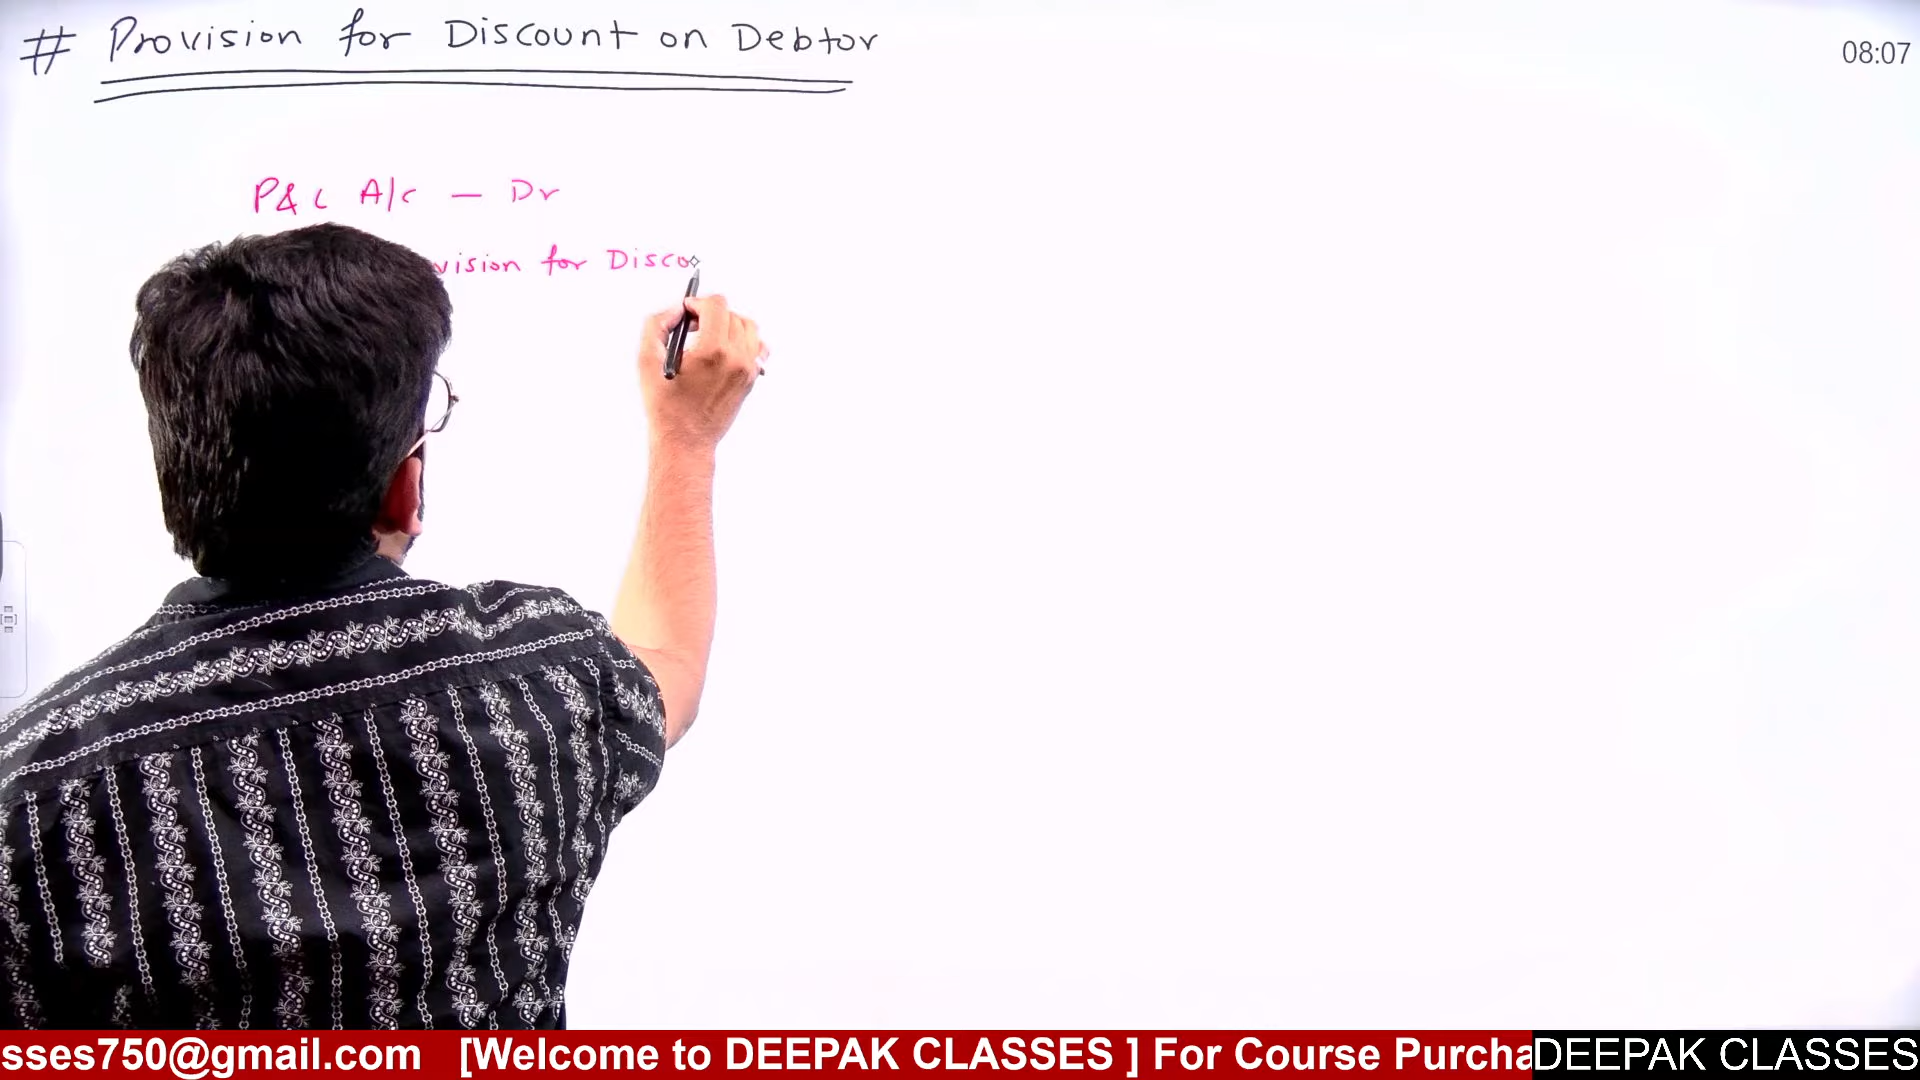 # Provision for Discount on Debtor
08:07
P&L A/c — Dr
vision for Disco
sses750@gmail.com [Welcome to DEEPAK CLASSES ] For Course Purcha
DEEPAK CLASSES